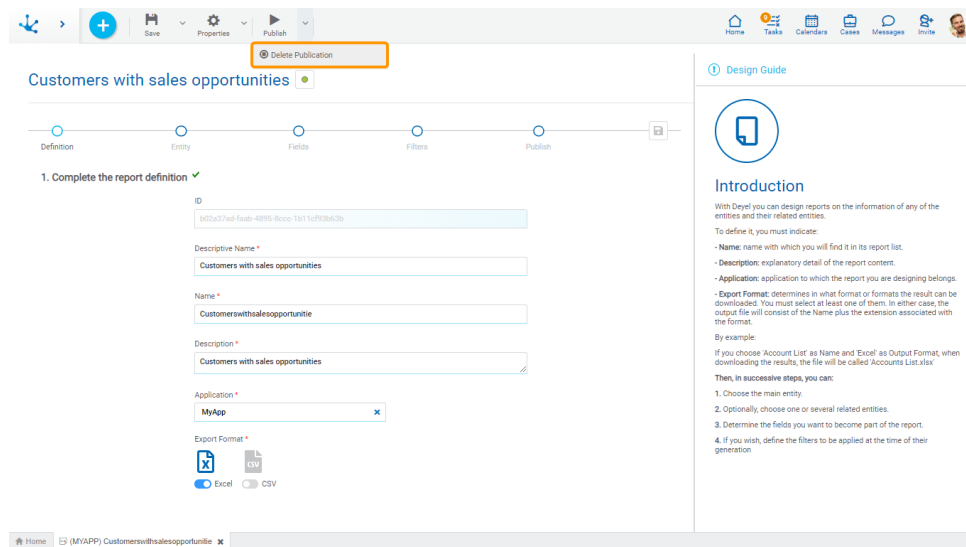 Save
Properties
Publish
Home
Tasks
Calendars
Cases
Messages
Invite
Delete Publication
Customers with sales opportunities
Definition
Entity
Fields
Filters
Publish
1. Complete the report definition
ID
b02a37ad-faab-4895-8cco-1b11cf93b63b
Descriptive Name *
Customers with sales opportunities
Name *
Customerswithsalesopportunitie
Description *
Customers with sales opportunities
Application *
MyApp
Export Format *
CSV
Excel
CSV
Design Guide
Introduction
With Deyel you can design reports on the information of any of the
entities and their related entities.
To define it, you must indicate:
- Name: name with which you will find it in its report list.
- Description: explanatory detail of the report content.
- Application: application to which the report you are designing belongs.
- Export Format: determines in what format or formats the result can be
downloaded. You must select at least one of them. In either case, the
output file will consist of the Name plus the extension associated with
the format.
By example:
If you choose 'Account List' as Name and 'Excel' as Output Format, when
downloading the results, the file will be called 'Accounts List.xlsx'
Then, in successive steps, you can:
1. Choose the main entity.
2. Optionally, choose one or several related entities.
3. Determine the fields you want to become part of the report.
4. If you wish, define the filters to be applied at the time of their
generation
Home
(MYAPP) Customerswithsalesopportunitie